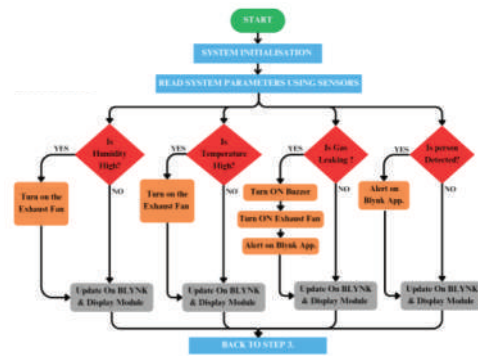 START
SYSTEM INITIALISATION
READ SYSTEM PARAMETERS USING SENSORS
YES
Is
Humidity
High?
NO
Turn on the
Exhaust Fan
Update On BLYNK
& Display Module
YES
Is
Temperature
High?
NO
Turn on the
Exhaust Fan
Update On BLYNK
& Display Module
YES
Is Gas
Leaking ?
NO
Turn ON Buzzer
Turn ON Exhaust Fan
Alert on Blynk App.
Update On BLYNK
& Display Module
YES
Is person
Detected?
NO
Alert on
Blynk App.
Update On BLYNK
& Display Module
BACK TO STEP 3.